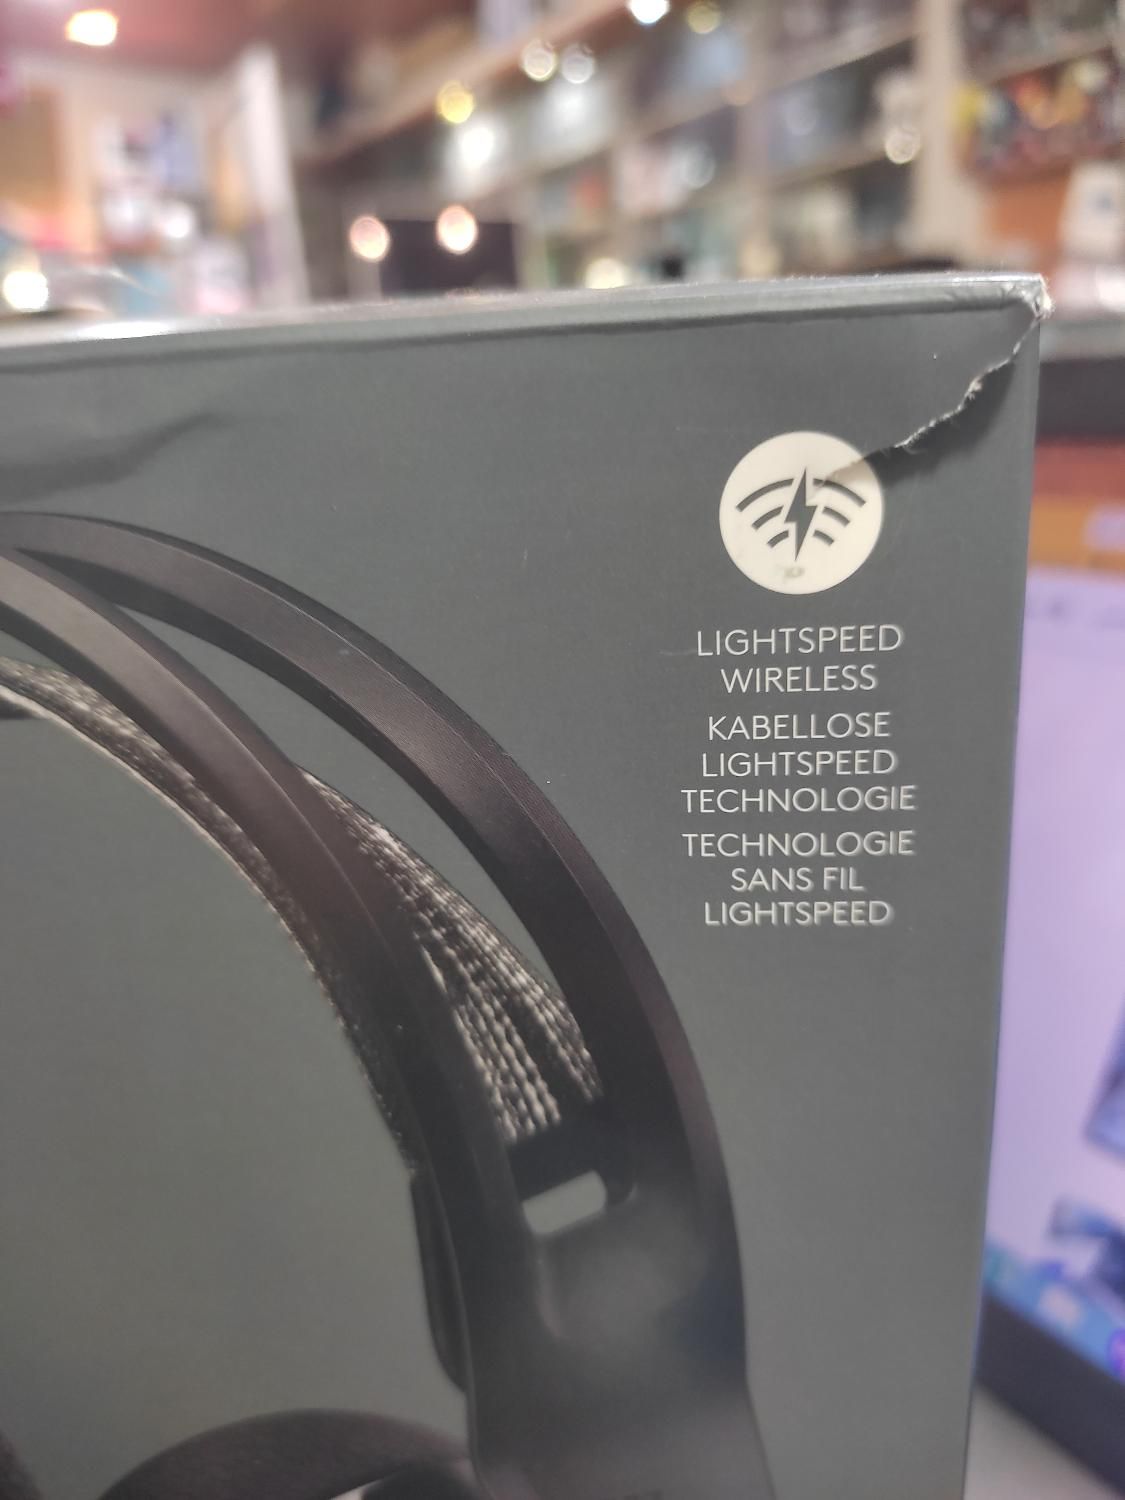 LIGHTSPEED
WIRELESS
KABELLOSE
LIGHTSPEED
TECHNOLOGIE
TECHNOLOGIE
SANS FIL
LIGHTSPEED